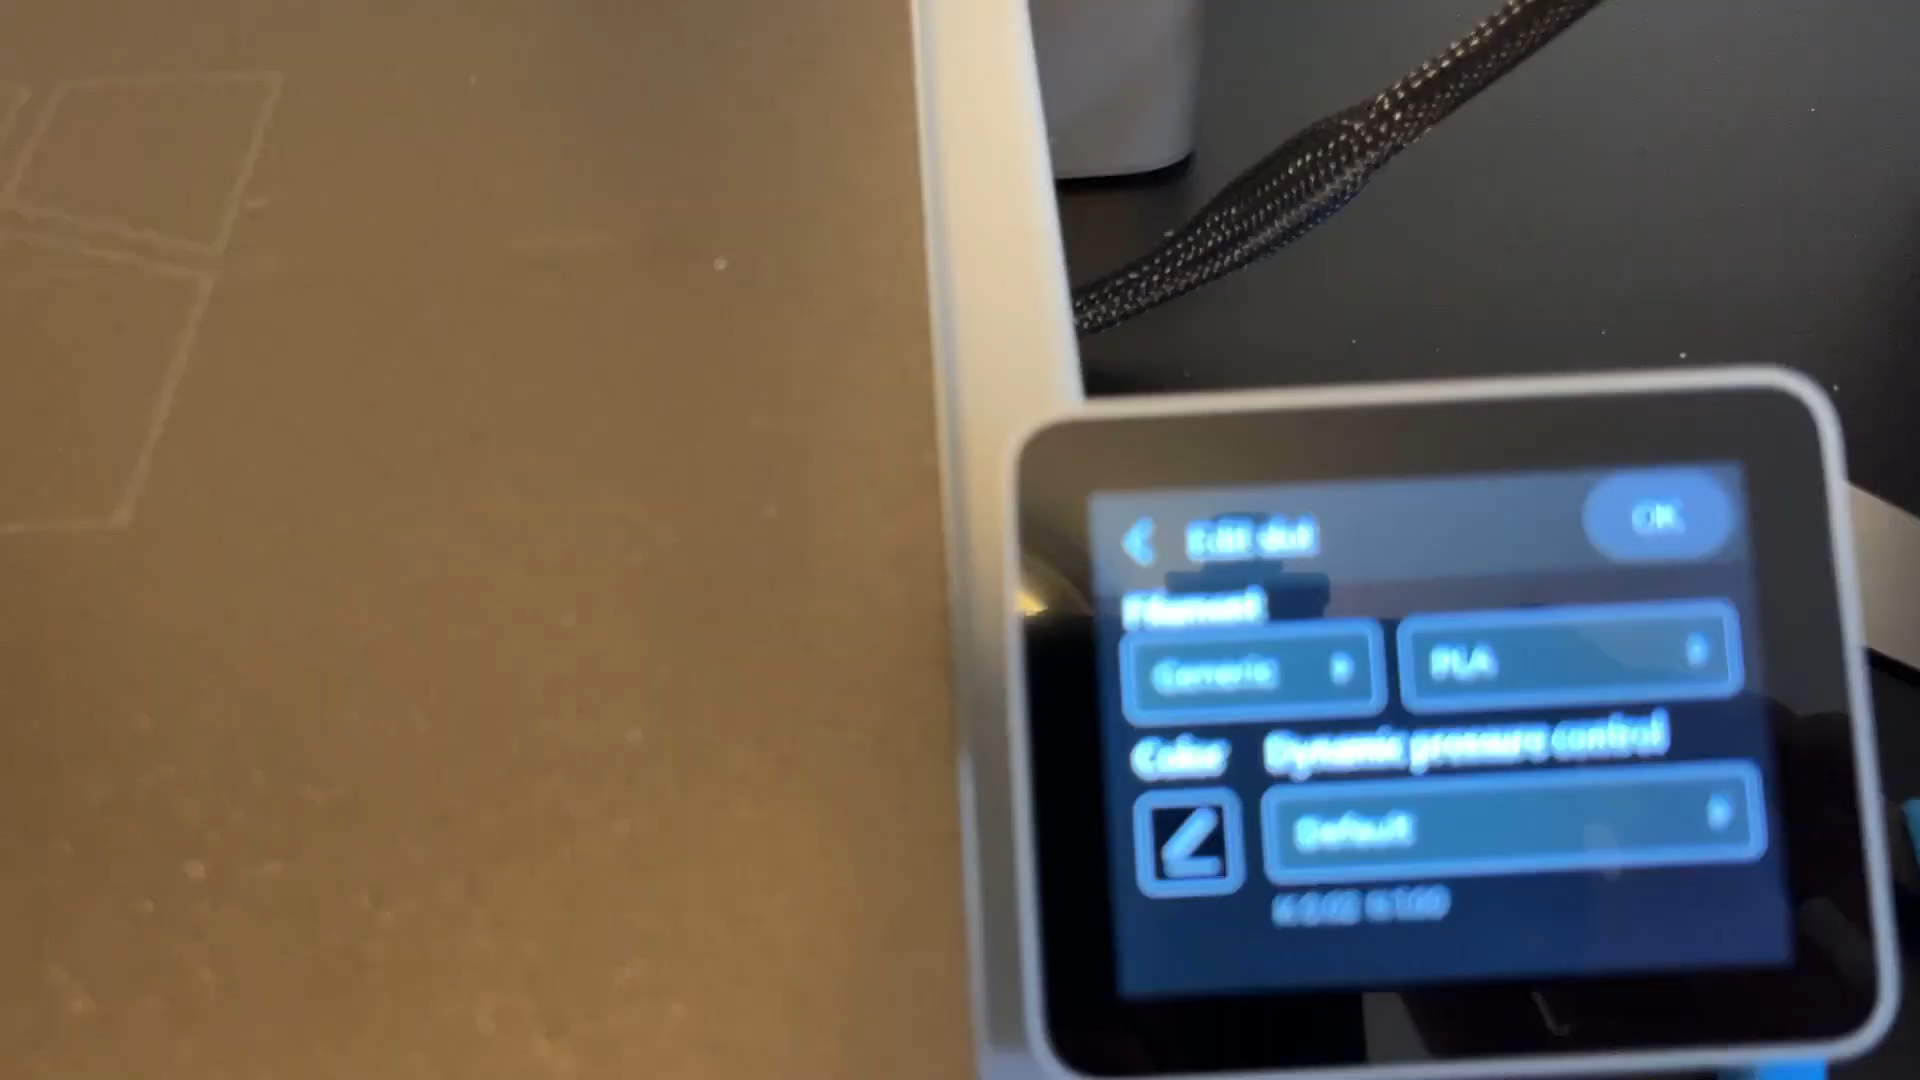 Edit slot
OK
Filament
Generic
PLA
Color
Dynamic pressure control
Default